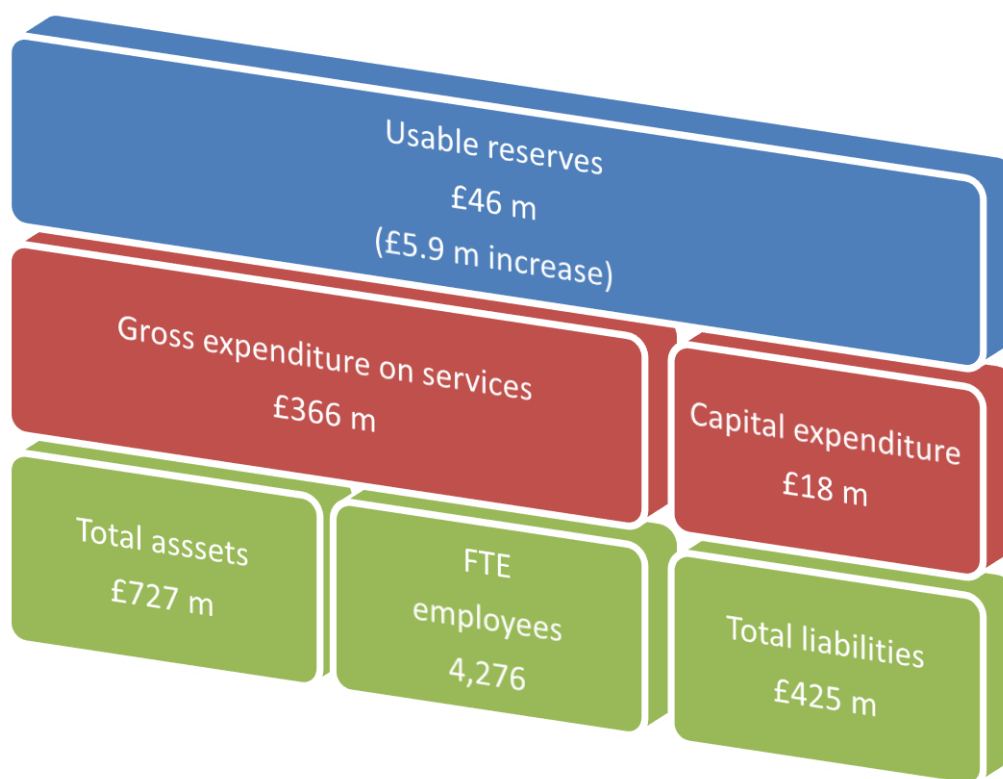 Usable reserves
£46 m
(£5.9 m increase)
Gross expenditure on services
£366 m
Capital expenditure
£18 m
Total asssets
£727 m
FTE
employees
4,276
Total liabilities
£425 m